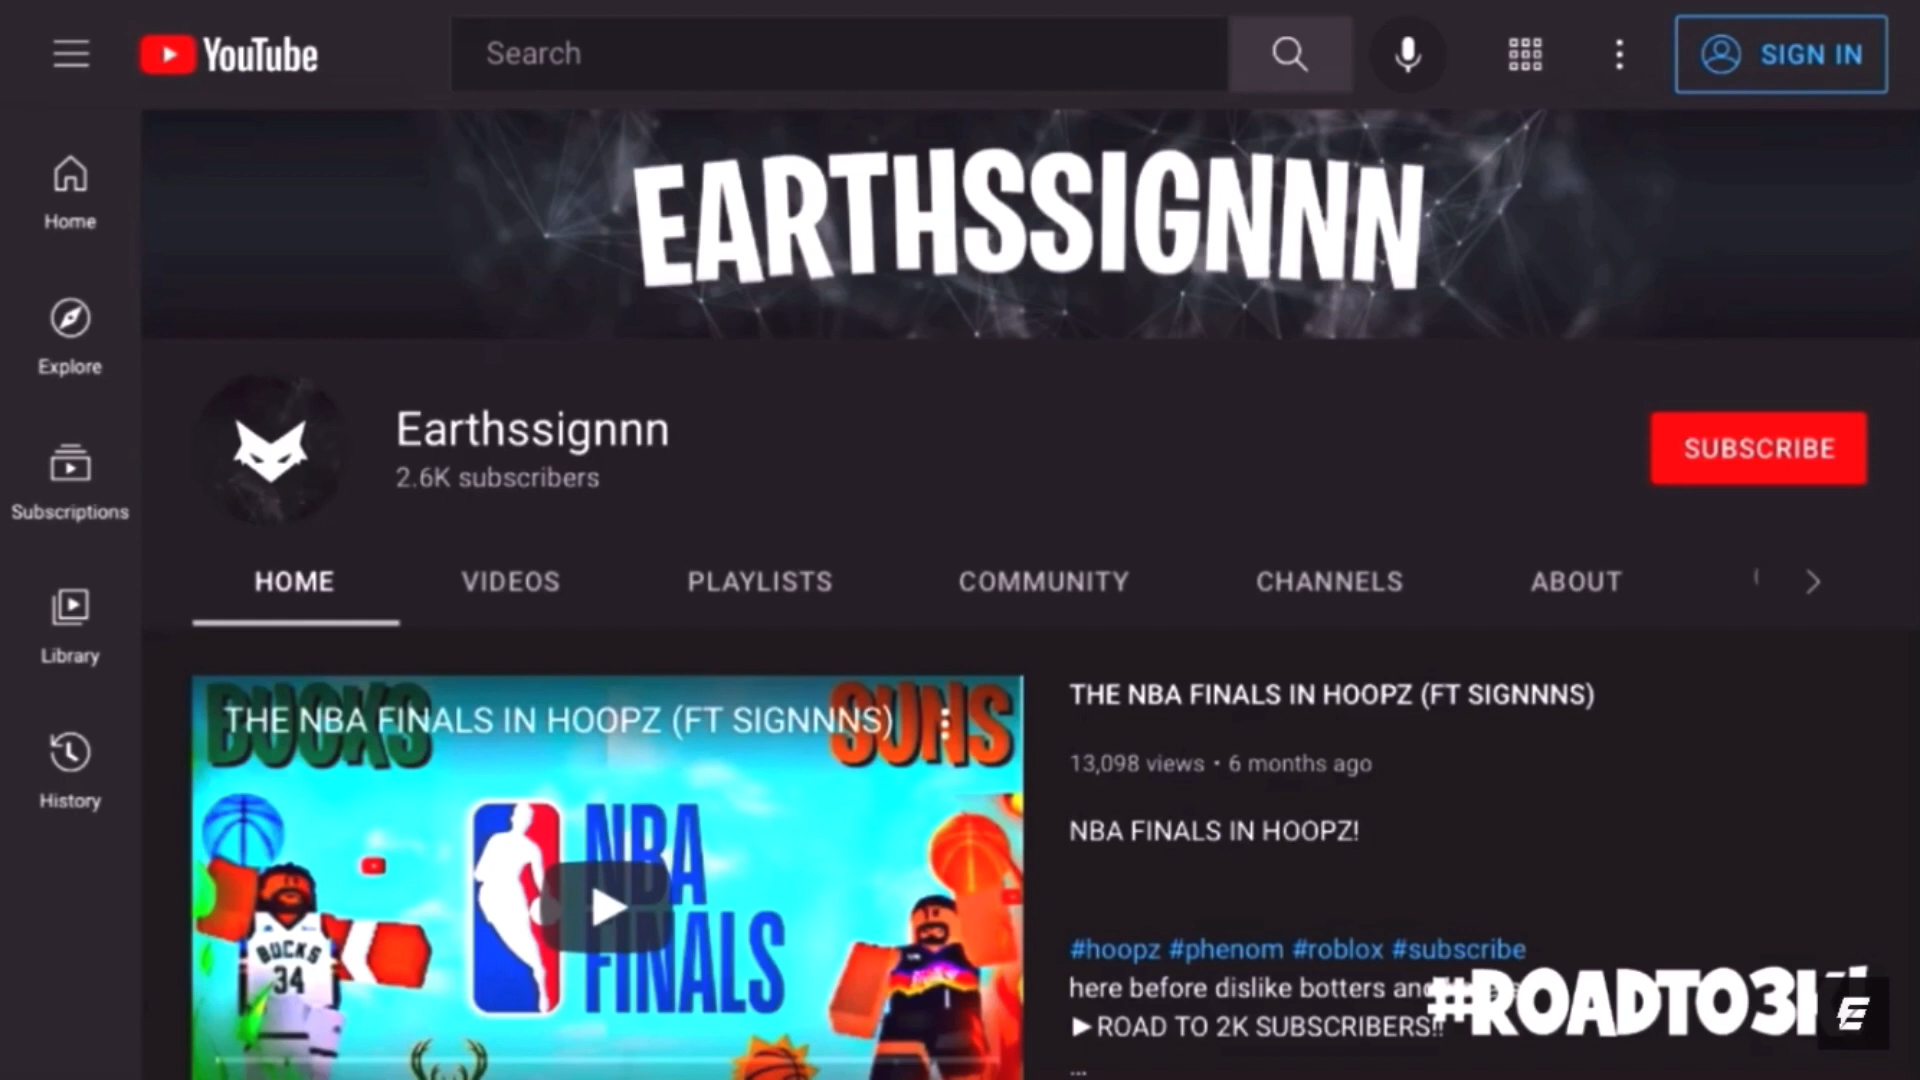 YouTube
Search
SIGN IN
Home
Explore
Subscriptions
Library
History
EARTHSSIGNNN
Earthssignnn
2.6K subscribers
SUBSCRIBE
HOME VIDEOS PLAYLISTS COMMUNITY CHANNELS ABOUT
BUCKS SUNS
THE NBA FINALS IN HOOPZ (FT SIGNNNS)
NBA
FINALS
BUCKS
34
THE NBA FINALS IN HOOPZ (FT SIGNNNS)
13,098 views • 6 months ago
NBA FINALS IN HOOPZ!
#hoopz #phenom #roblox #subscribe
here before dislike botters
▶ROAD TO 2K SUBSCRIBERS!!
...